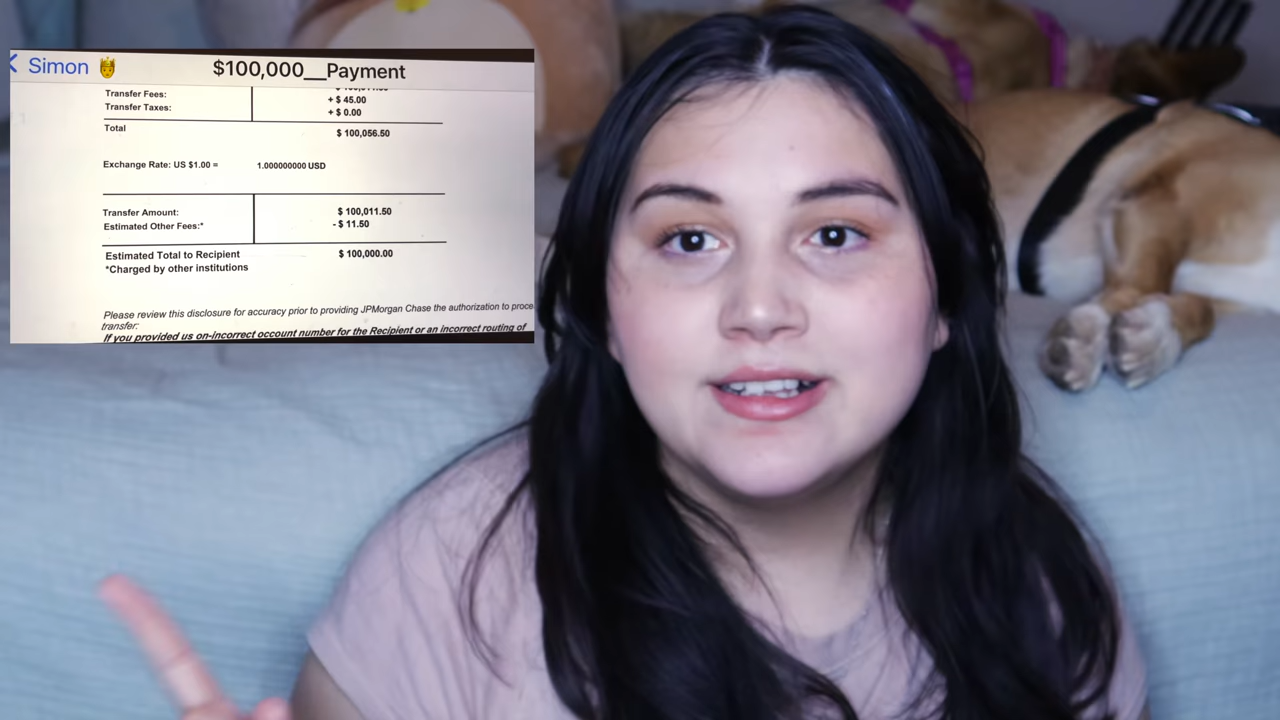 Simon 🤴
$100,000__Payment
Transfer Fees: + $ 45.00
Transfer Taxes: + $ 0.00
Total $ 100,056.50
Exchange Rate: US $1.00 = 1.000000000 USD
Transfer Amount: $ 100,011.50
Estimated Other Fees:* - $ 11.50
Estimated Total to Recipient $ 100,000.00
*Charged by other institutions
Please review this disclosure for accuracy prior to providing JPMorgan Chase the authorization to proce
transfer:
If you provided us on-incorrect account number for the Recipient or an incorrect routing of